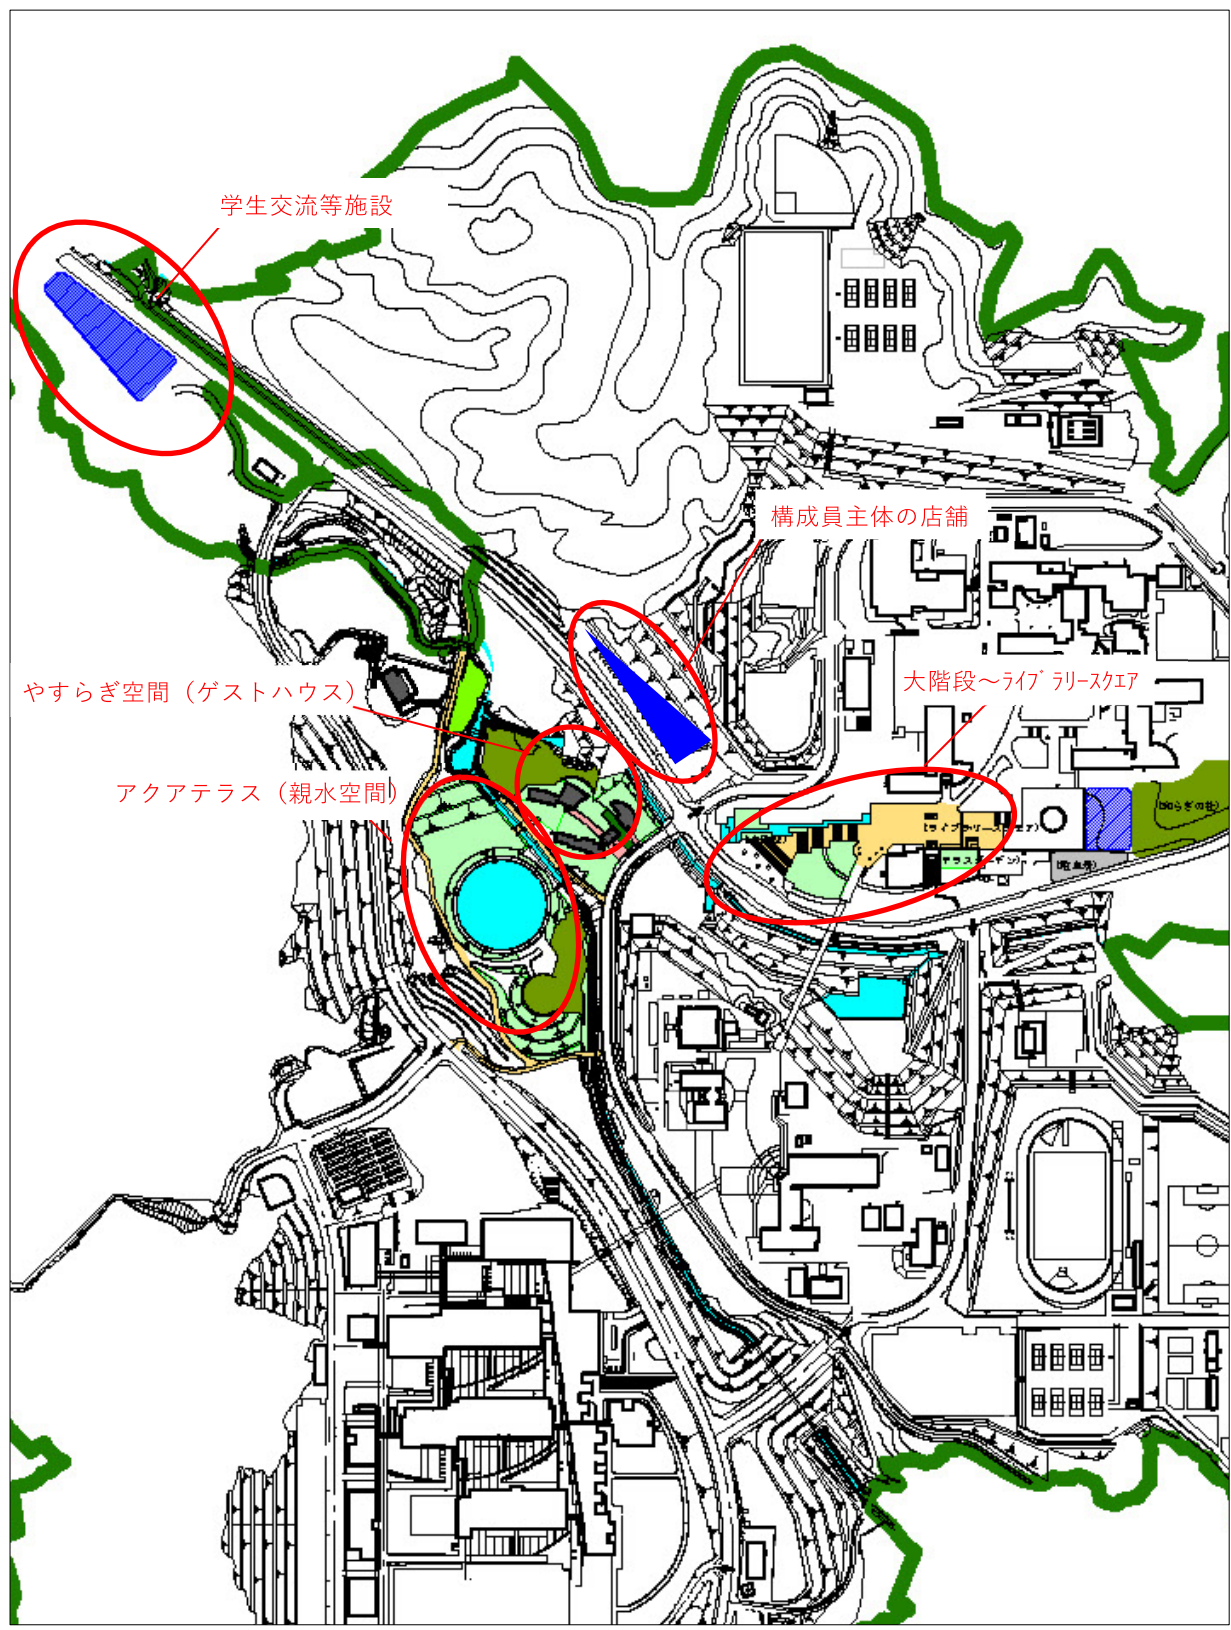 学生交流等施設
構成員主体の店舗
やすらぎ空間（ゲストハウス）
大階段～ﾗｲﾌﾞﾗﾘｰｽｸｴｱ
アクアテラス（親水空間）